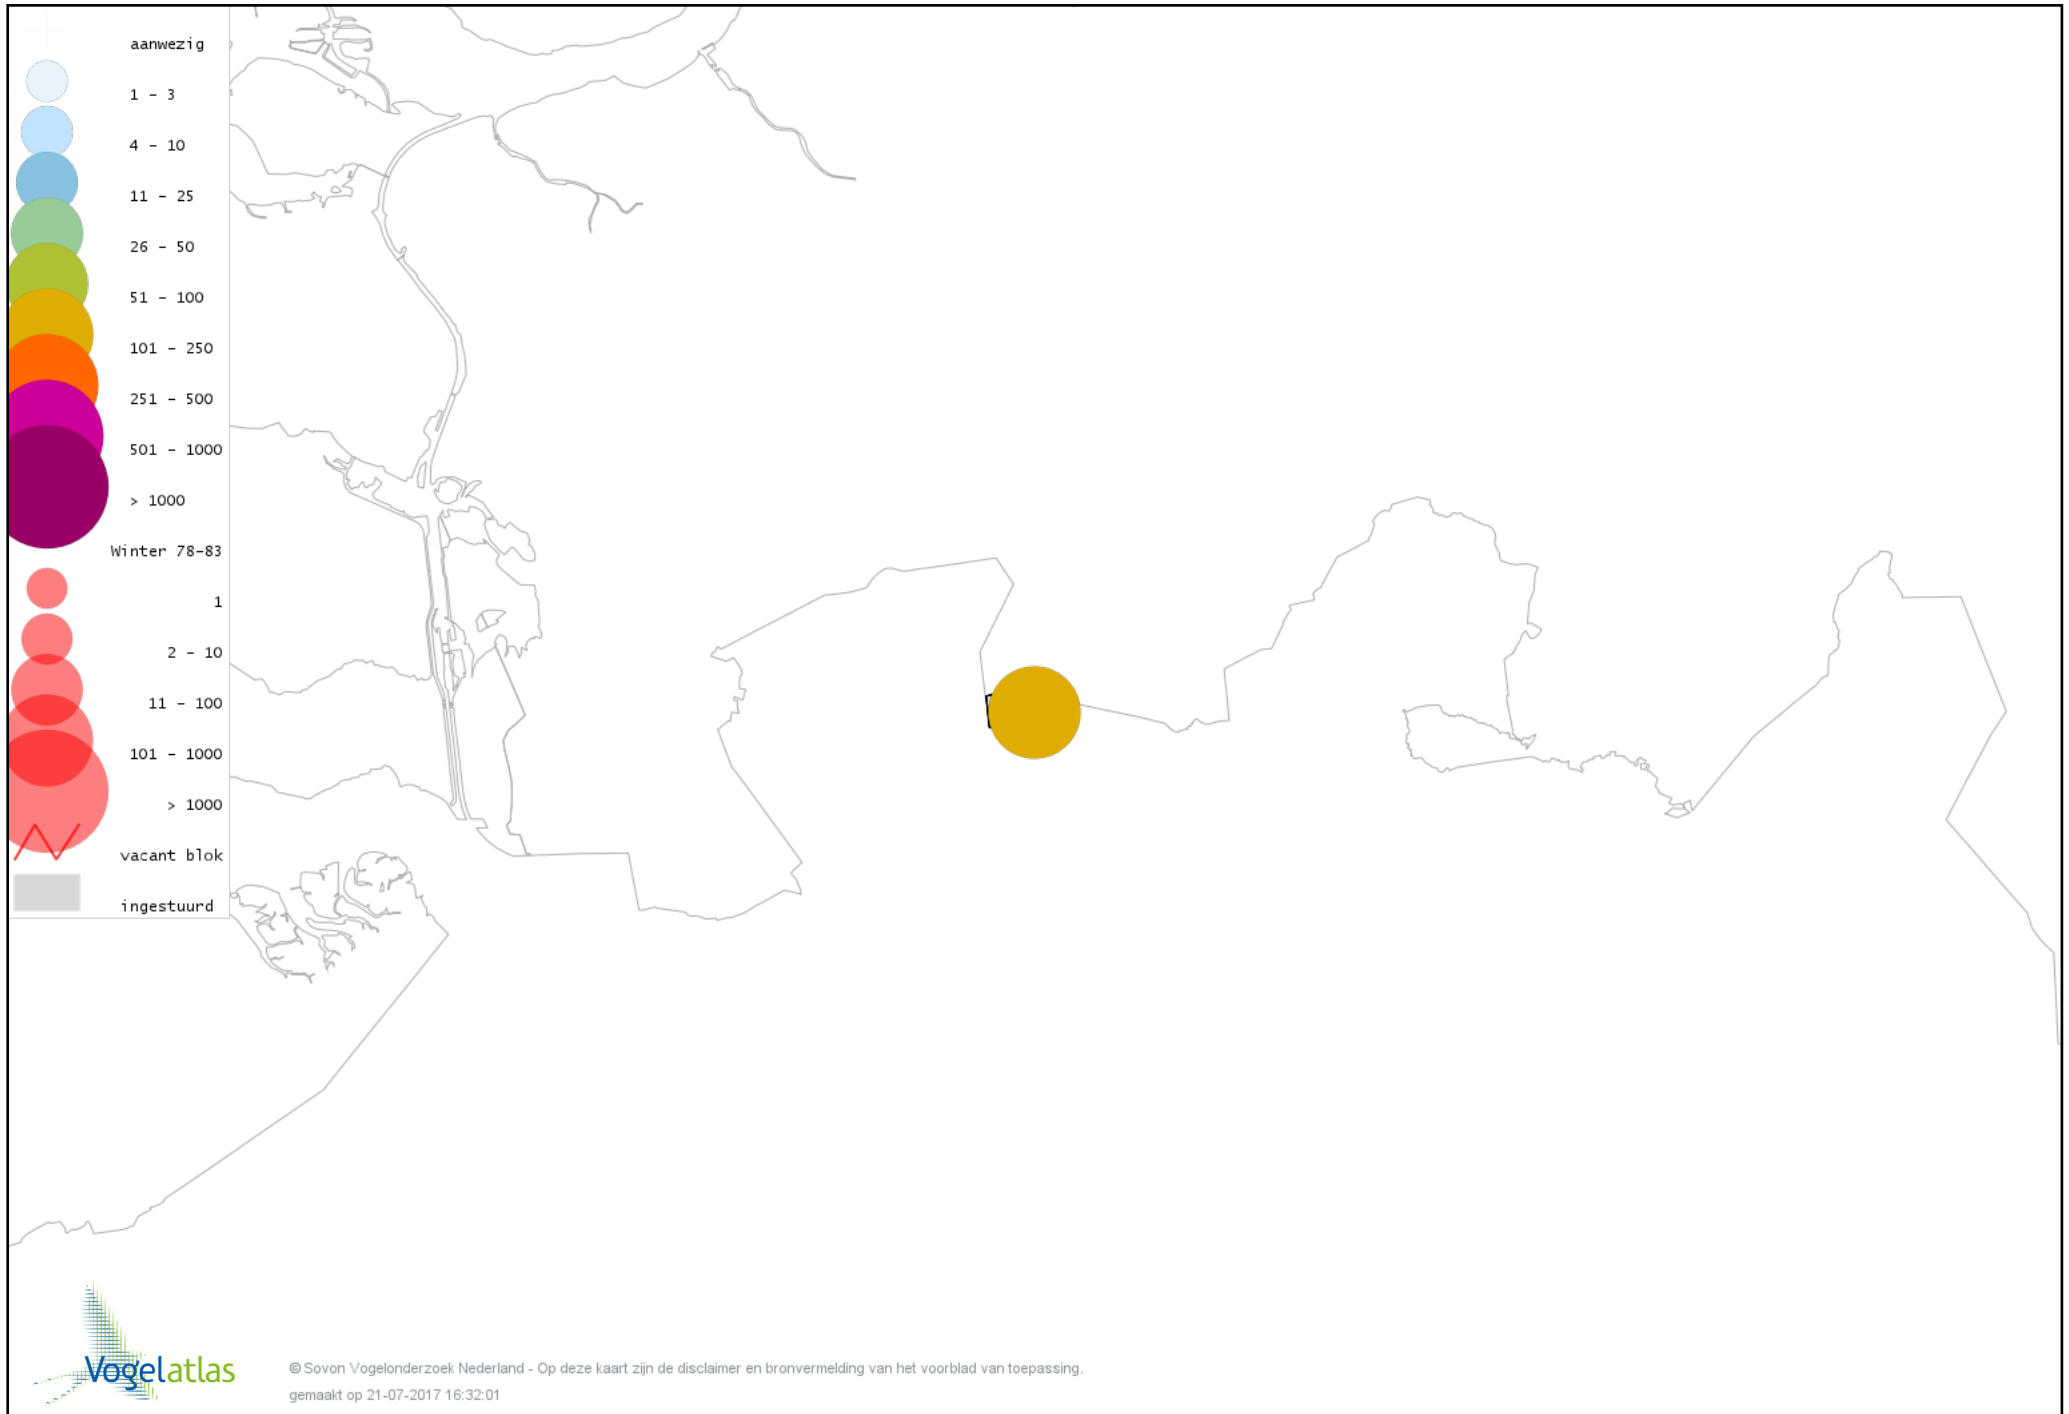 aanwezig
1 - 3
4 - 10
11 - 25
26 - 50
51 - 100
101 - 250
251 - 500
501 - 1000
> 1000
Winter 78-83
1
2 - 10
11 - 100
101 - 1000
> 1000
vacant blok
ingestuurd
Vogelatlas
© Sovon Vogelonderzoek Nederland - Op deze kaart zijn de disclaimer en bronvermelding van het voorblad van toepassing.
gemaakt op 21-07-2017 16:32:01